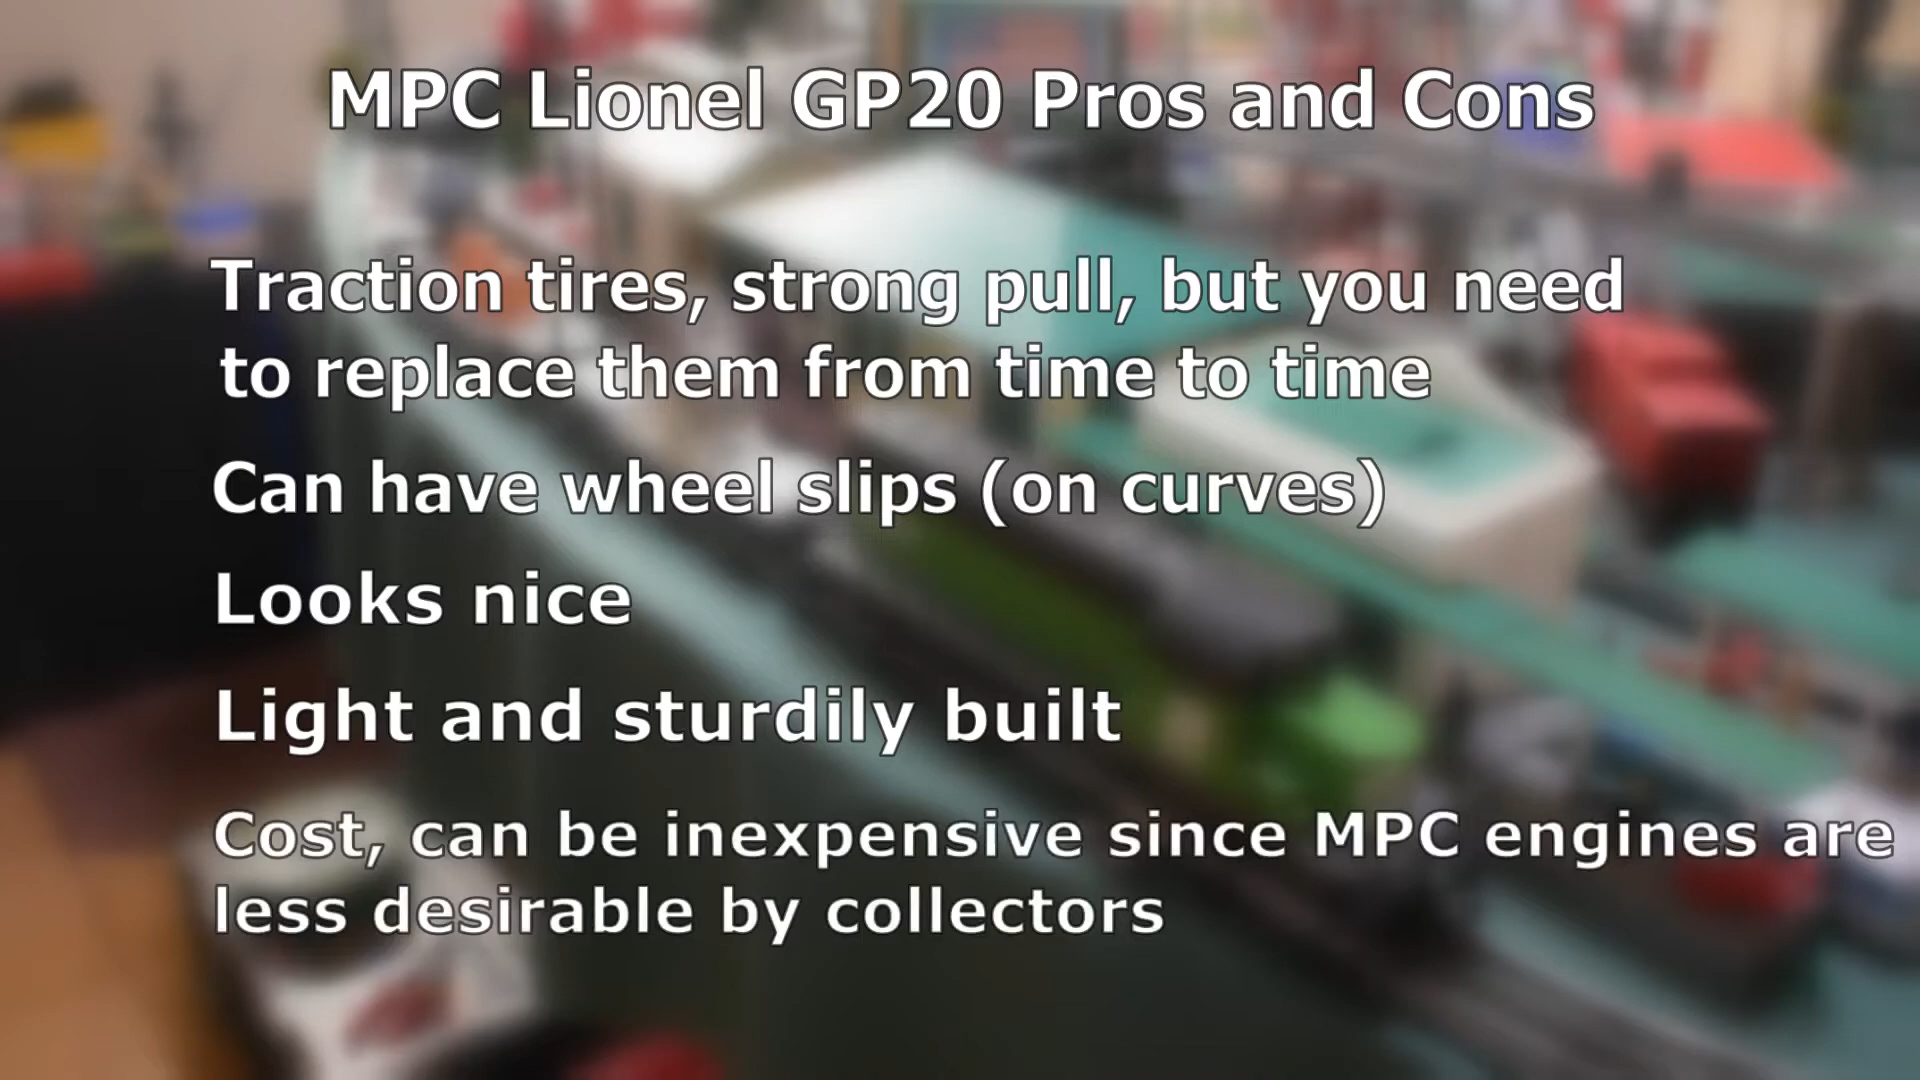 MPC Lionel GP20 Pros and Cons
Traction tires, strong pull, but you need
to replace them from time to time
Can have wheel slips (on curves)
Looks nice
Light and sturdily built
Cost, can be inexpensive since MPC engines are
less desirable by collectors